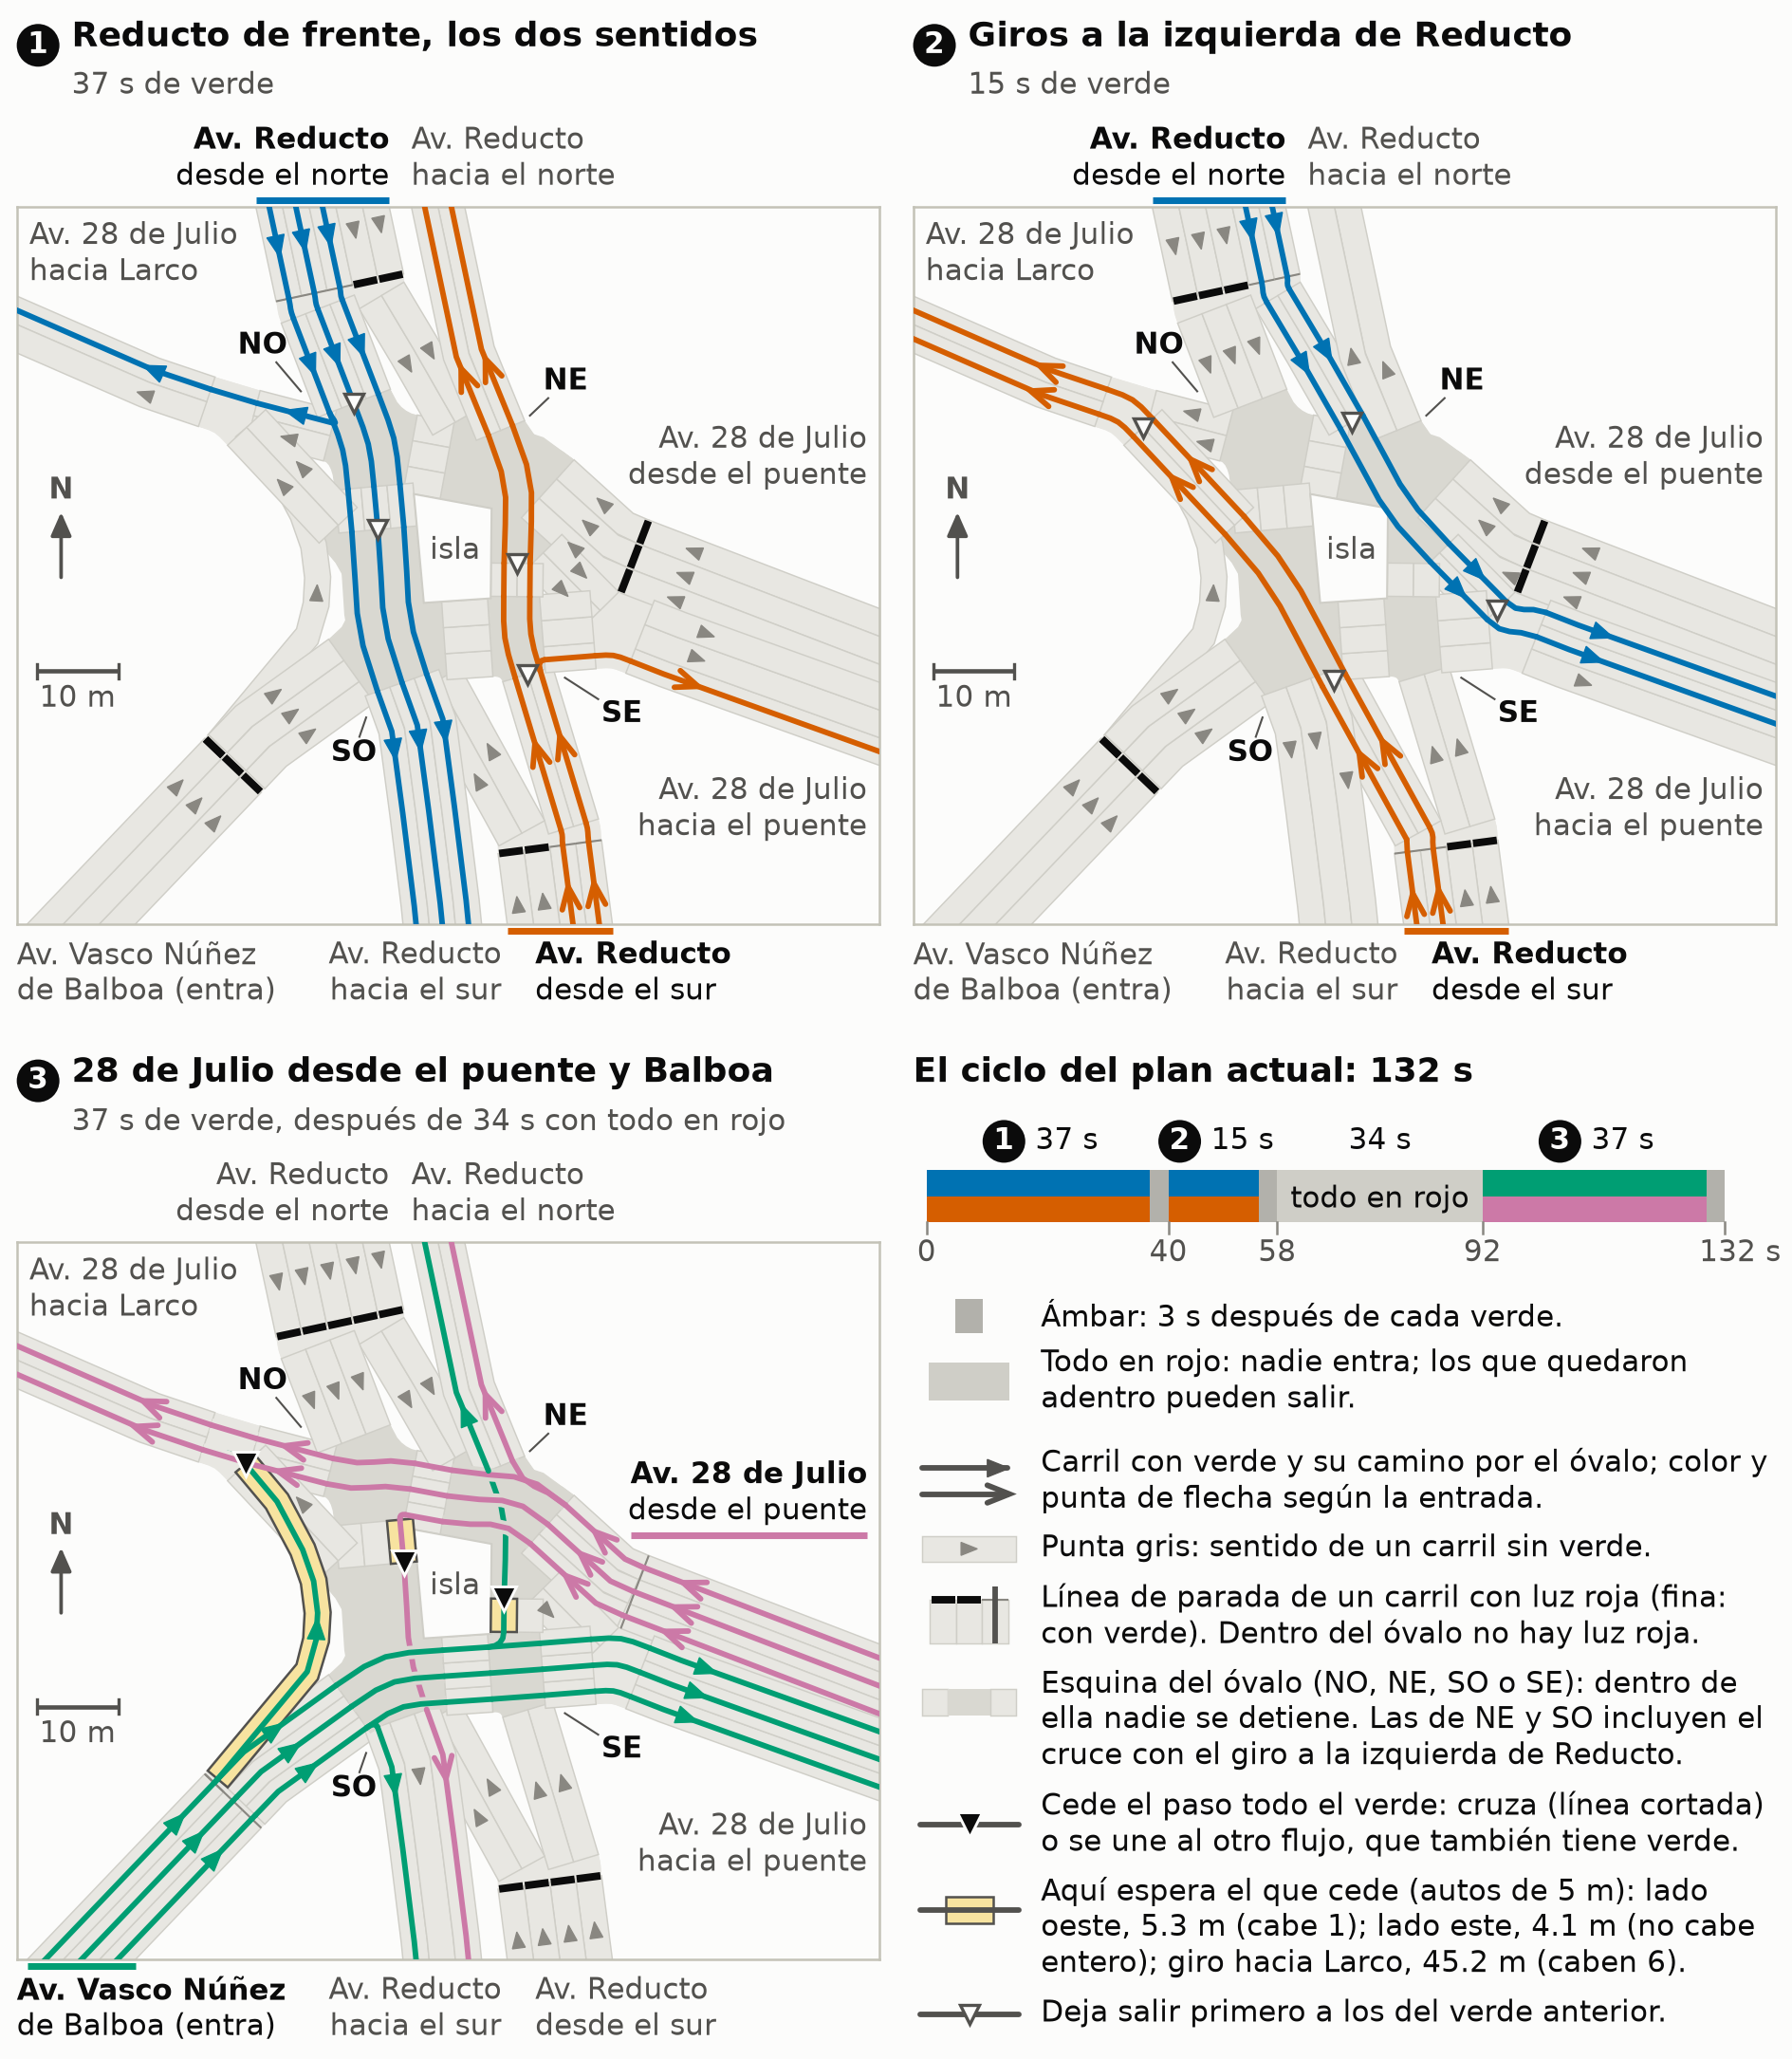 1 Reducto de frente, los dos sentidos
37 s de verde
Av. Reducto
desde el norte
Av. Reducto
hacia el norte
Av. 28 de Julio
hacia Larco
NO
NE
Av. 28 de Julio
desde el puente
N
isla
10 m
SE
SO
Av. 28 de Julio
hacia el puente
Av. Vasco Núñez
de Balboa (entra)
Av. Reducto
hacia el sur
Av. Reducto
desde el sur
2 Giros a la izquierda de Reducto
15 s de verde
Av. Reducto
desde el norte
Av. Reducto
hacia el norte
Av. 28 de Julio
hacia Larco
NO
NE
Av. 28 de Julio
desde el puente
N
isla
10 m
SE
SO
Av. 28 de Julio
hacia el puente
Av. Vasco Núñez
de Balboa (entra)
Av. Reducto
hacia el sur
Av. Reducto
desde el sur
3 28 de Julio desde el puente y Balboa
37 s de verde, después de 34 s con todo en rojo
Av. Reducto
desde el norte
Av. Reducto
hacia el norte
Av. 28 de Julio
hacia Larco
NO
NE
Av. 28 de Julio
desde el puente
N
isla
10 m
SE
SO
Av. 28 de Julio
hacia el puente
Av. Vasco Núñez
de Balboa (entra)
Av. Reducto
hacia el sur
Av. Reducto
desde el sur
El ciclo del plan actual: 132 s
1 37 s 2 15 s 34 s 3 37 s
todo en rojo
0 40 58 92 132 s
Ámbar: 3 s después de cada verde.
Todo en rojo: nadie entra; los que quedaron
adentro pueden salir.
Carril con verde y su camino por el óvalo; color y
punta de flecha según la entrada.
Punta gris: sentido de un carril sin verde.
Línea de parada de un carril con luz roja (fina:
con verde). Dentro del óvalo no hay luz roja.
Esquina del óvalo (NO, NE, SO o SE): dentro de
ella nadie se detiene. Las de NE y SO incluyen el
cruce con el giro a la izquierda de Reducto.
Cede el paso todo el verde: cruza (línea cortada)
o se une al otro flujo, que también tiene verde.
Aquí espera el que cede (autos de 5 m): lado
oeste, 5.3 m (cabe 1); lado este, 4.1 m (no cabe
entero); giro hacia Larco, 45.2 m (caben 6).
Deja salir primero a los del verde anterior.